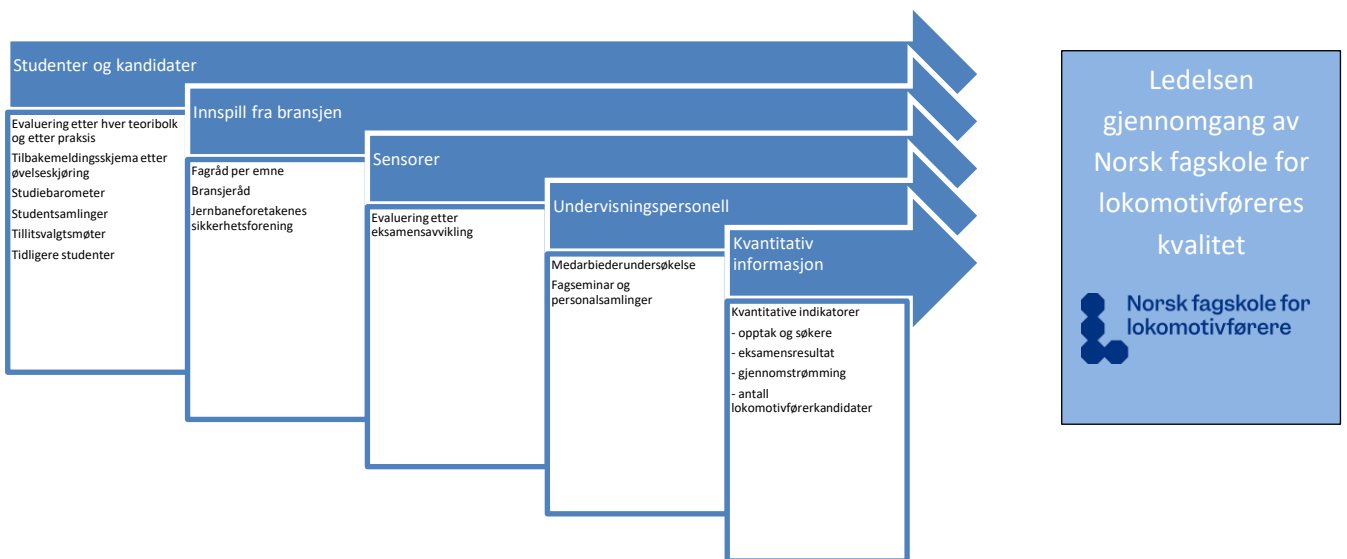 Studenter og kandidater
Evaluering etter hver teoribolk
og etter praksis
Tilbakemeldingsskjema etter
øvelseskjøring
Studiebarometer
Studentsamlinger
Tillitsvalgtsmøter
Tidligere studenter
Innspill fra bransjen
Fagråd per emne
Bransjeråd
Jernbaneforetakenes
sikkerhetsforening
Sensorer
Evaluering etter
eksamensavvikling
Undervisningspersonell
Medarbiederundersøkelse
Fagseminar og
personalsamlinger
Kvantitativ
informasjon
Kvantitative indikatorer
- opptak og søkere
- eksamensresultat
- gjennomstrømming
- antall
lokomotivførerkandidater
Ledelsen
gjennomgang av
Norsk fagskole for
lokomotivføreres
kvalitet
Norsk fagskole for
lokomotivførere